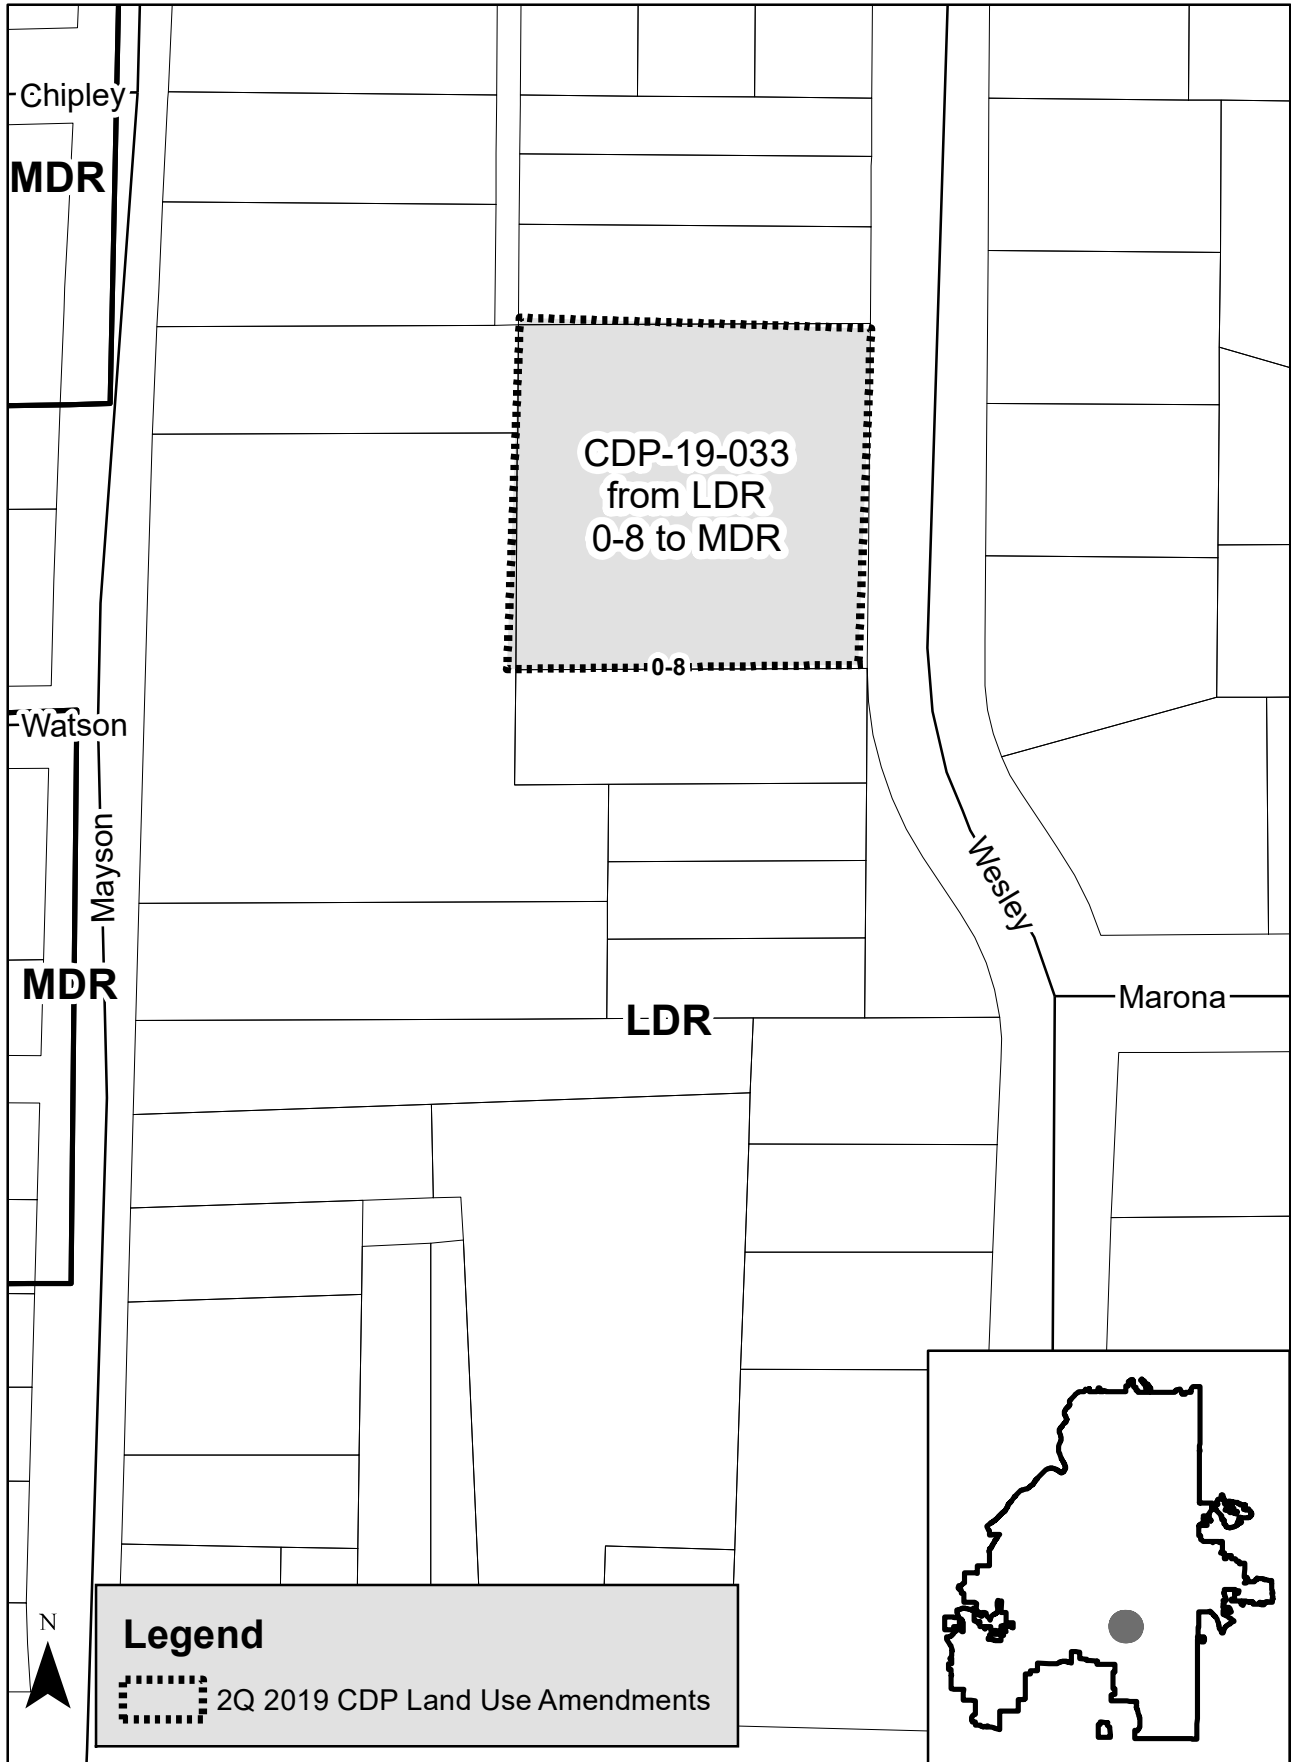 Chipley
MDR
CDP-19-033
from LDR
0-8 to MDR
0-8
Watson
Mayson
Wesley
MDR
Marona
LDR
N
Legend
2Q 2019 CDP Land Use Amendments